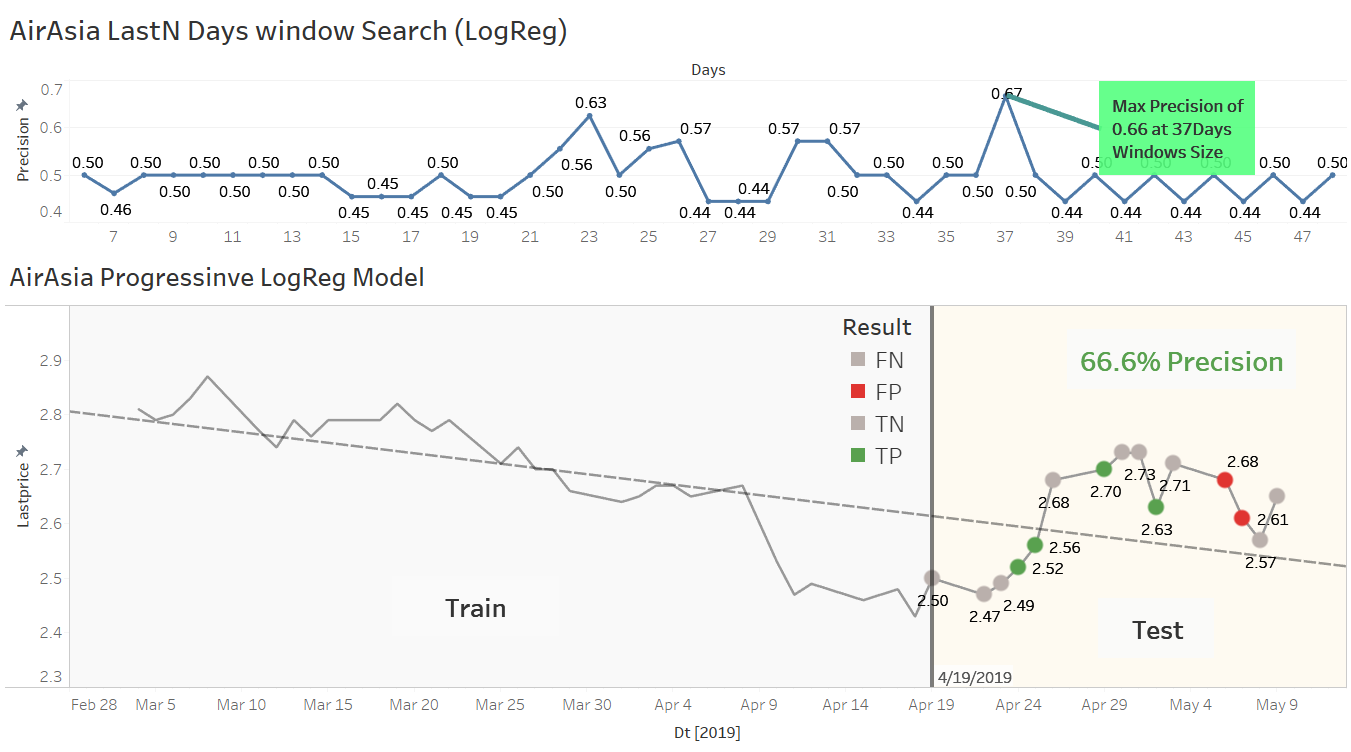 AirAsia LastN Days window Search (LogReg)
Days
Precision
0.7
0.6
0.5
0.4
0.50 0.46 0.50 0.50 0.50 0.50 0.50 0.50 0.50 0.45 0.45 0.45 0.50 0.45 0.45 0.50 0.56 0.63 0.50 0.56 0.57 0.44 0.44 0.44 0.57 0.57 0.50 0.50 0.44 0.50 0.50 0.67 0.50 0.44 0.50 0.44 0.50 0.44 0.50 0.44 0.50 0.44 0.50
Max Precision of
0.66 at 37Days
Windows Size
7 9 11 13 15 17 19 21 23 25 27 29 31 33 35 37 39 41 43 45 47
AirAsia Progressinve LogReg Model
Lastprice
2.9
2.8
2.7
2.6
2.5
2.4
2.3
Result
FN
FP
TN
TP
66.6% Precision
Train
Test
2.50 2.47 2.49 2.52 2.56 2.68 2.70 2.73 2.63 2.71 2.68 2.61 2.57
4/19/2019
Feb 28 Mar 5 Mar 10 Mar 15 Mar 20 Mar 25 Mar 30 Apr 4 Apr 9 Apr 14 Apr 19 Apr 24 Apr 29 May 4 May 9
Dt [2019]